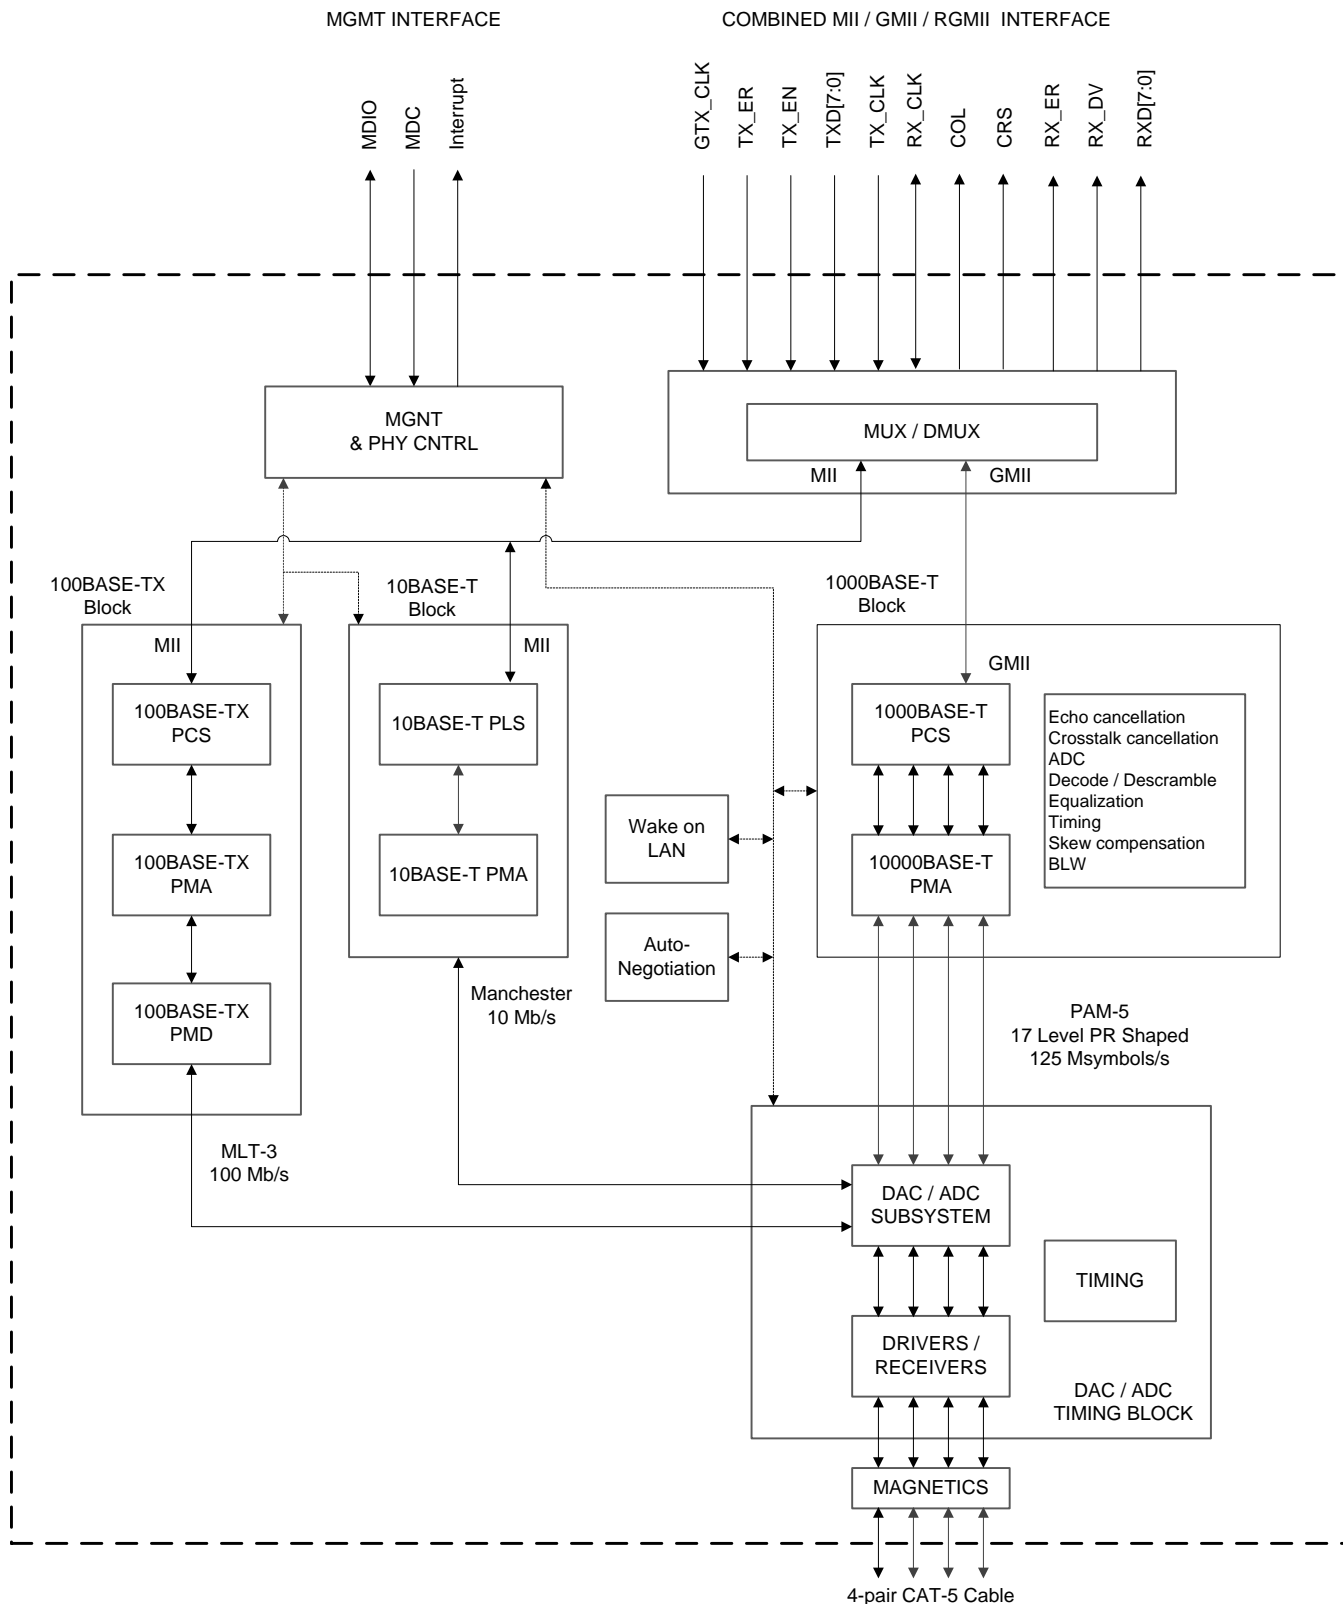 MGMT INTERFACE
COMBINED MII / GMII / RGMII INTERFACE
MDIO
MDC
Interrupt
GTX_CLK
TX_ER
TX_EN
TXD[7:0]
TX_CLK
RX_CLK
COL
CRS
RX_ER
RX_DV
RXD[7:0]
MGNT
& PHY CNTRL
MUX / DMUX
MII
GMII
100BASE-TX
Block
10BASE-T
Block
1000BASE-T
Block
MII
MII
GMII
100BASE-TX
PCS
10BASE-T PLS
1000BASE-T
PCS
Echo cancellation
Crosstalk cancellation
ADC
Decode / Descramble
Equalization
Timing
Skew compensation
BLW
Wake on
LAN
100BASE-TX
PMA
10BASE-T PMA
10000BASE-T
PMA
Auto-
Negotiation
100BASE-TX
PMD
Manchester
10 Mb/s
PAM-5
17 Level PR Shaped
125 Msymbols/s
MLT-3
100 Mb/s
DAC / ADC
SUBSYSTEM
TIMING
DRIVERS /
RECEIVERS
DAC / ADC
TIMING BLOCK
MAGNETICS
4-pair CAT-5 Cable